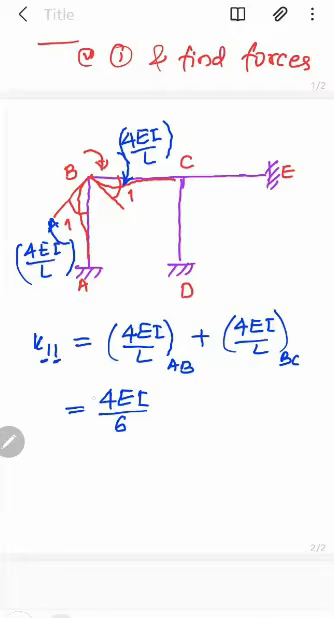 Title
@ ① & find forces
1/2
(4EI/L)
B
C
E
1
1
(4EI/L)
A
D
k11 = (4EI/L)AB + (4EI/L)BC
= 4EI/6
2/2